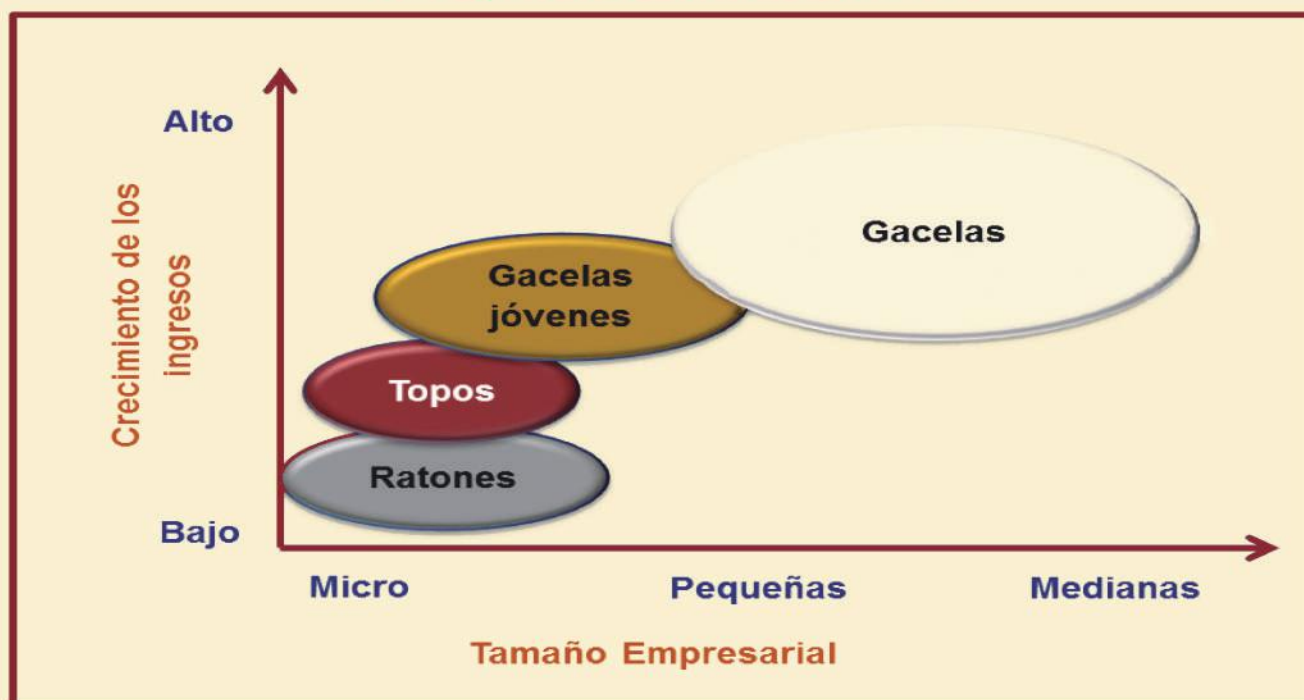 Alto
Crecimiento de los
ingresos
Gacelas
Gacelas
jóvenes
Topos
Ratones
Bajo
Micro
Pequeñas
Medianas
Tamaño Empresarial